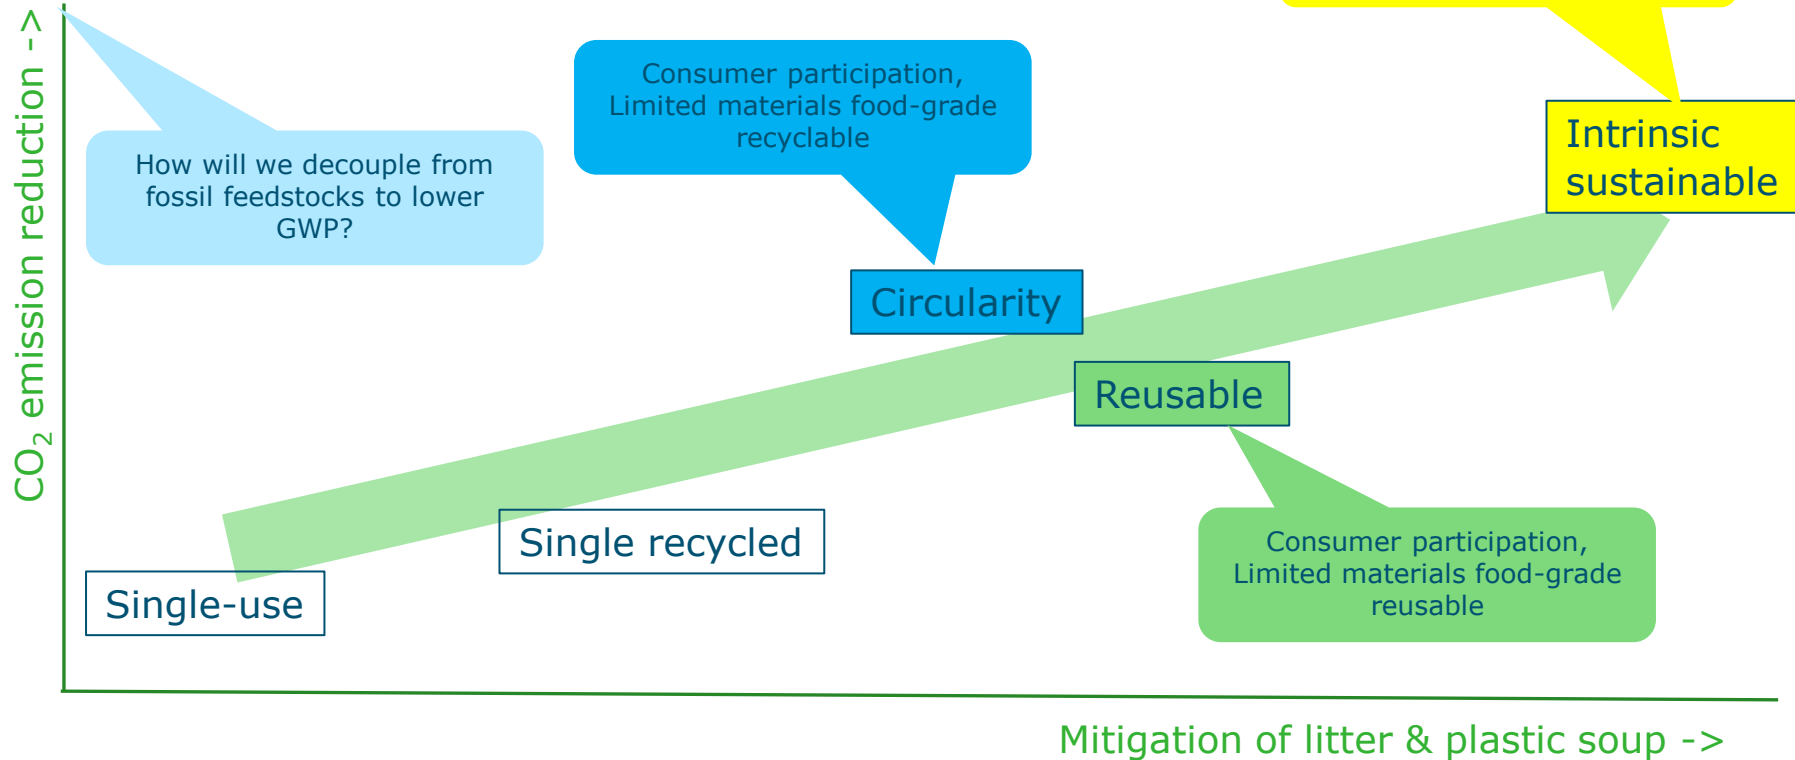 CO2 emission reduction ->
How will we decouple from
fossil feedstocks to lower
GWP?
Consumer participation,
Limited materials food-grade
recyclable
Intrinsic
sustainable
Circularity
Reusable
Consumer participation,
Limited materials food-grade
reusable
Single recycled
Single-use
Mitigation of litter & plastic soup ->